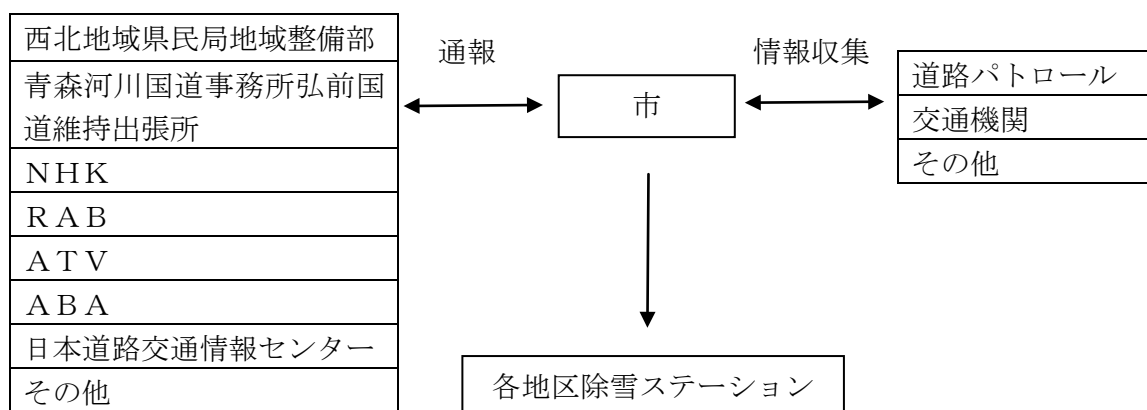 西北地域県民局地域整備部
青森河川国道事務所弘前国
道維持出張所
ＮＨＫ
ＲＡＢ
ＡＴＶ
ＡＢＡ
日本道路交通情報センター
その他
通報
市
各地区除雪ステーション
情報収集
道路パトロール
交通機関
その他